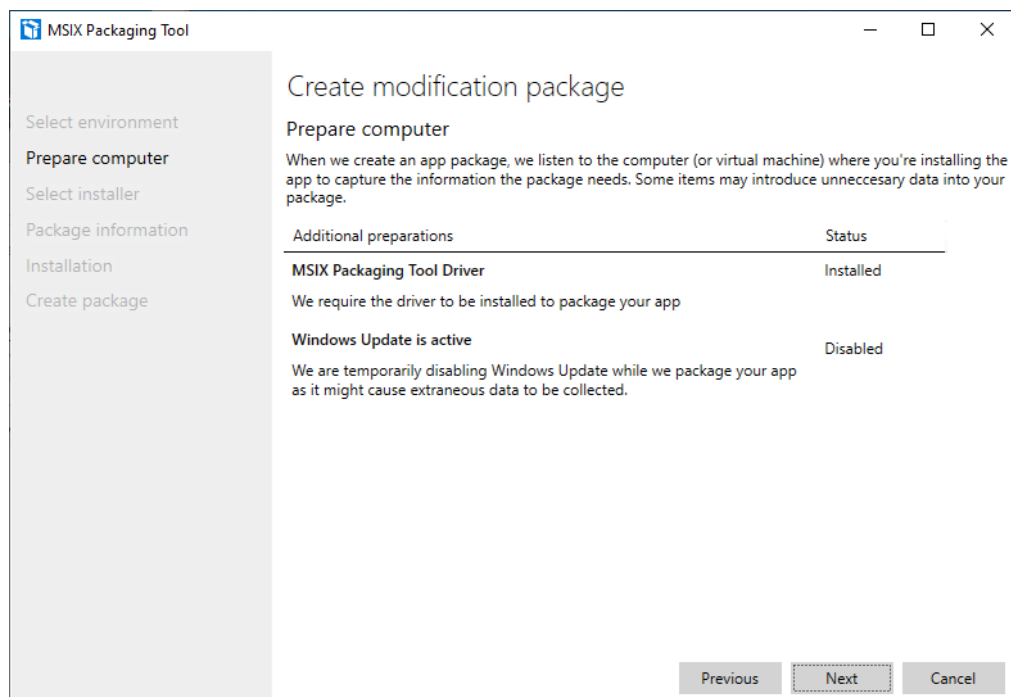 MSIX Packaging Tool
Select environment
Prepare computer
Select installer
Package information
Installation
Create package
Create modification package
Prepare computer
When we create an app package, we listen to the computer (or virtual machine) where you're installing the
app to capture the information the package needs. Some items may introduce unneccesary data into your
package.
Additional preparations Status
MSIX Packaging Tool Driver Installed
We require the driver to be installed to package your app
Windows Update is active
Disabled
We are temporarily disabling Windows Update while we package your app
as it might cause extraneous data to be collected.
Previous Next Cancel